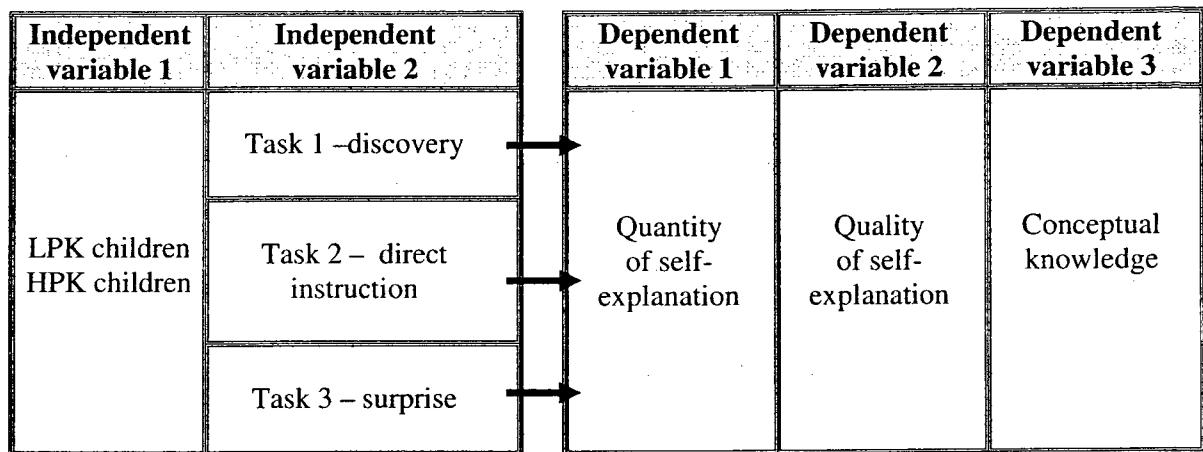 Independent
variable 1
Independent
variable 2
Dependent
variable 1
Dependent
variable 2
Dependent
variable 3
LPK children
HPK children
Task 1 –discovery
Task 2 – direct
instruction
Task 3 – surprise
Quantity
of self-
explanation
Quality
of self-
explanation
Conceptual
knowledge